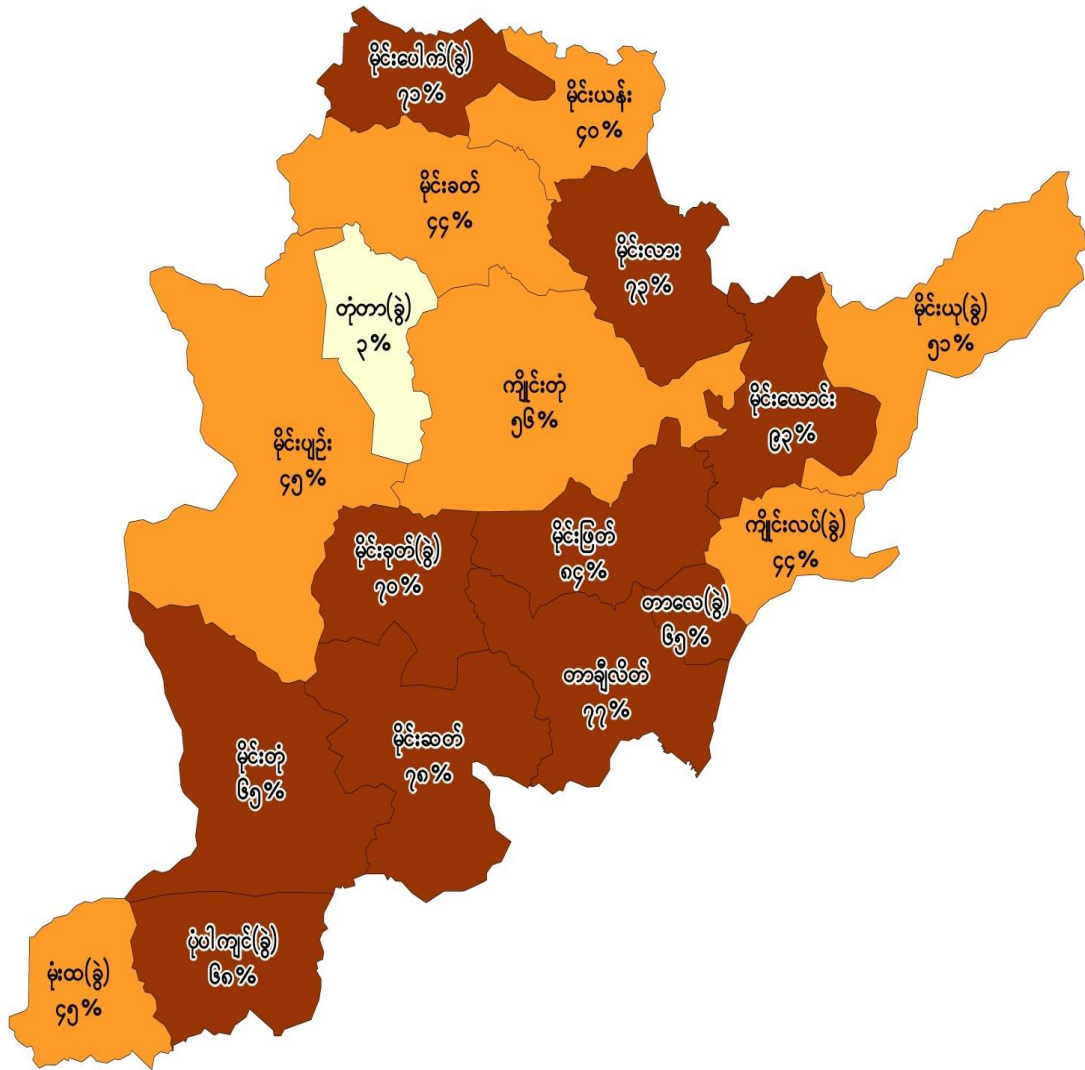 မိုင်းပေါက်(ခွဲ)
၇၁%
မိုင်းယန်း
၄၀%
မိုင်းခတ်
၄၄%
မိုင်းလား
၇၃%
တုံတာ(ခွဲ)
၃%
မိုင်းယု(ခွဲ)
၅၁%
ကျိုင်းတုံ
၅၆%
မိုင်းယောင်း
၉၃%
မိုင်းပျဉ်း
၄၅%
မိုင်းခုတ်(ခွဲ)
၇၀%
မိုင်းဖြတ်
၈၄%
ကျိုင်းလပ်(ခွဲ)
၄၄%
တာလေ(ခွဲ)
၆၅%
တာချီလိတ်
၇၇%
မိုင်းတုံ
၆၅%
မိုင်းဆတ်
၇၈%
ပုံပါကျင်(ခွဲ)
၆၈%
မုံးထ(ခွဲ)
၄၅%